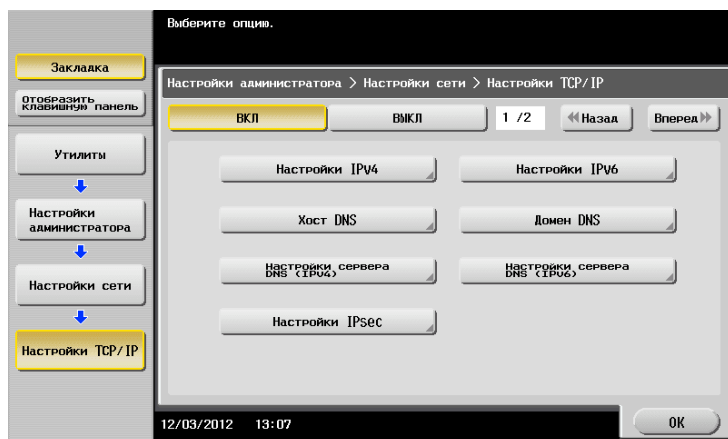 Выберите опцию.
Закладка
Отобразить
клавишную панель
Утилиты
Настройки
администратора
Настройки сети
Настройки TCP/IP
Настройки администратора > Настройки сети > Настройки TCP/IP
ВКЛ
ВЫКЛ
1 /2
Назад
Вперед
Настройки IPv4
Настройки IPv6
Хост DNS
Домен DNS
Настройки сервера
DNS (IPv4)
Настройки сервера
DNS (IPv6)
Настройки IPsec
12/03/2012 13:07
OK